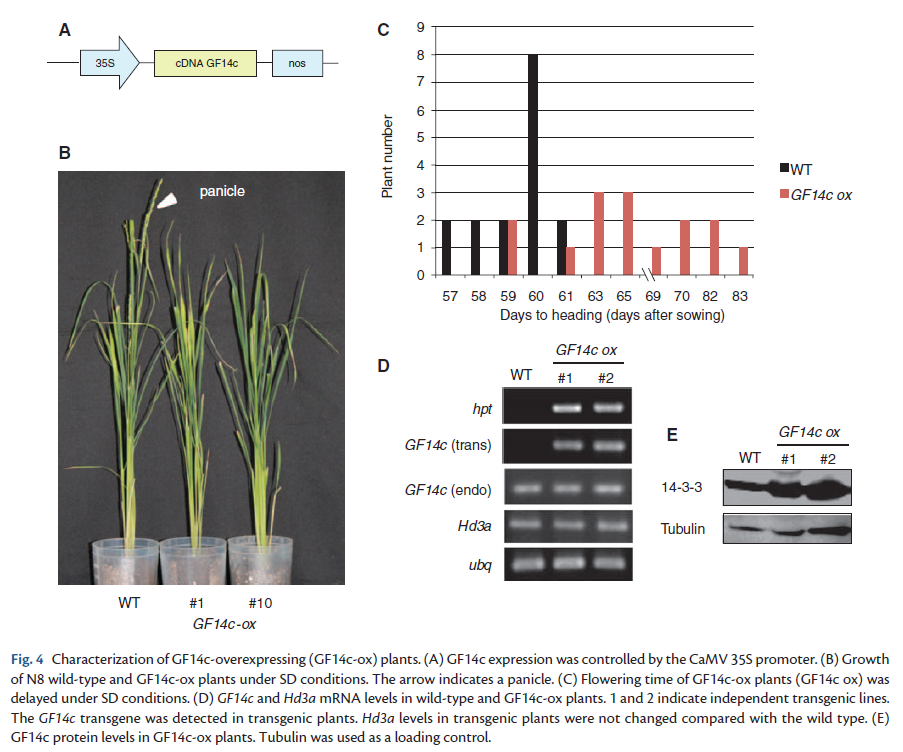 A
35S
cDNA GF14c
nos
B
panicle
WT
#1
#10
GF14c-ox
C
9
8
7
6
5
4
3
2
1
0
Plant number
57 58 59 60 61 63 65 69 70 82 83
Days to heading (days after sowing)
WT
GF14c ox
D
GF14c ox
WT
#1
#2
hpt
GF14c (trans)
GF14c (endo)
Hd3a
ubq
E
GF14c ox
WT
#1
#2
14-3-3
Tubulin
Fig. 4 Characterization of GF14c-overexpressing (GF14c-ox) plants. (A) GF14c expression was controlled by the CaMV 35S promoter. (B) Growth
of N8 wild-type and GF14c-ox plants under SD conditions. The arrow indicates a panicle. (C) Flowering time of GF14c-ox plants (GF14c ox) was
delayed under SD conditions. (D) GF14c and Hd3a mRNA levels in wild-type and GF14c-ox plants. 1 and 2 indicate independent transgenic lines.
The GF14c transgene was detected in transgenic plants. Hd3a levels in transgenic plants were not changed compared with the wild type. (E)
GF14c protein levels in GF14c-ox plants. Tubulin was used as a loading control.